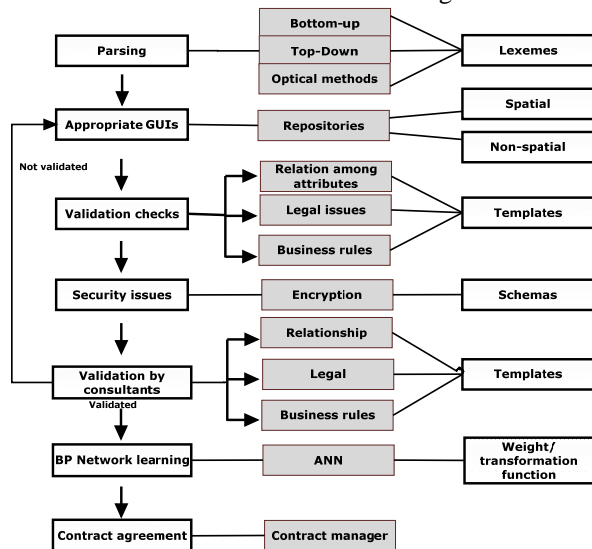 Bottom-up
Parsing
Top-Down
Lexemes
Optical methods
Appropriate GUIs
Repositories
Spatial
Non-spatial
Not validated
Validation checks
Relation among
attributes
Legal issues
Business rules
Templates
Security issues
Encryption
Schemas
Validation by
consultants
Relationship
Legal
Business rules
Templates
Validated
BP Network learning
ANN
Weight/
transformation
function
Contract agreement
Contract manager